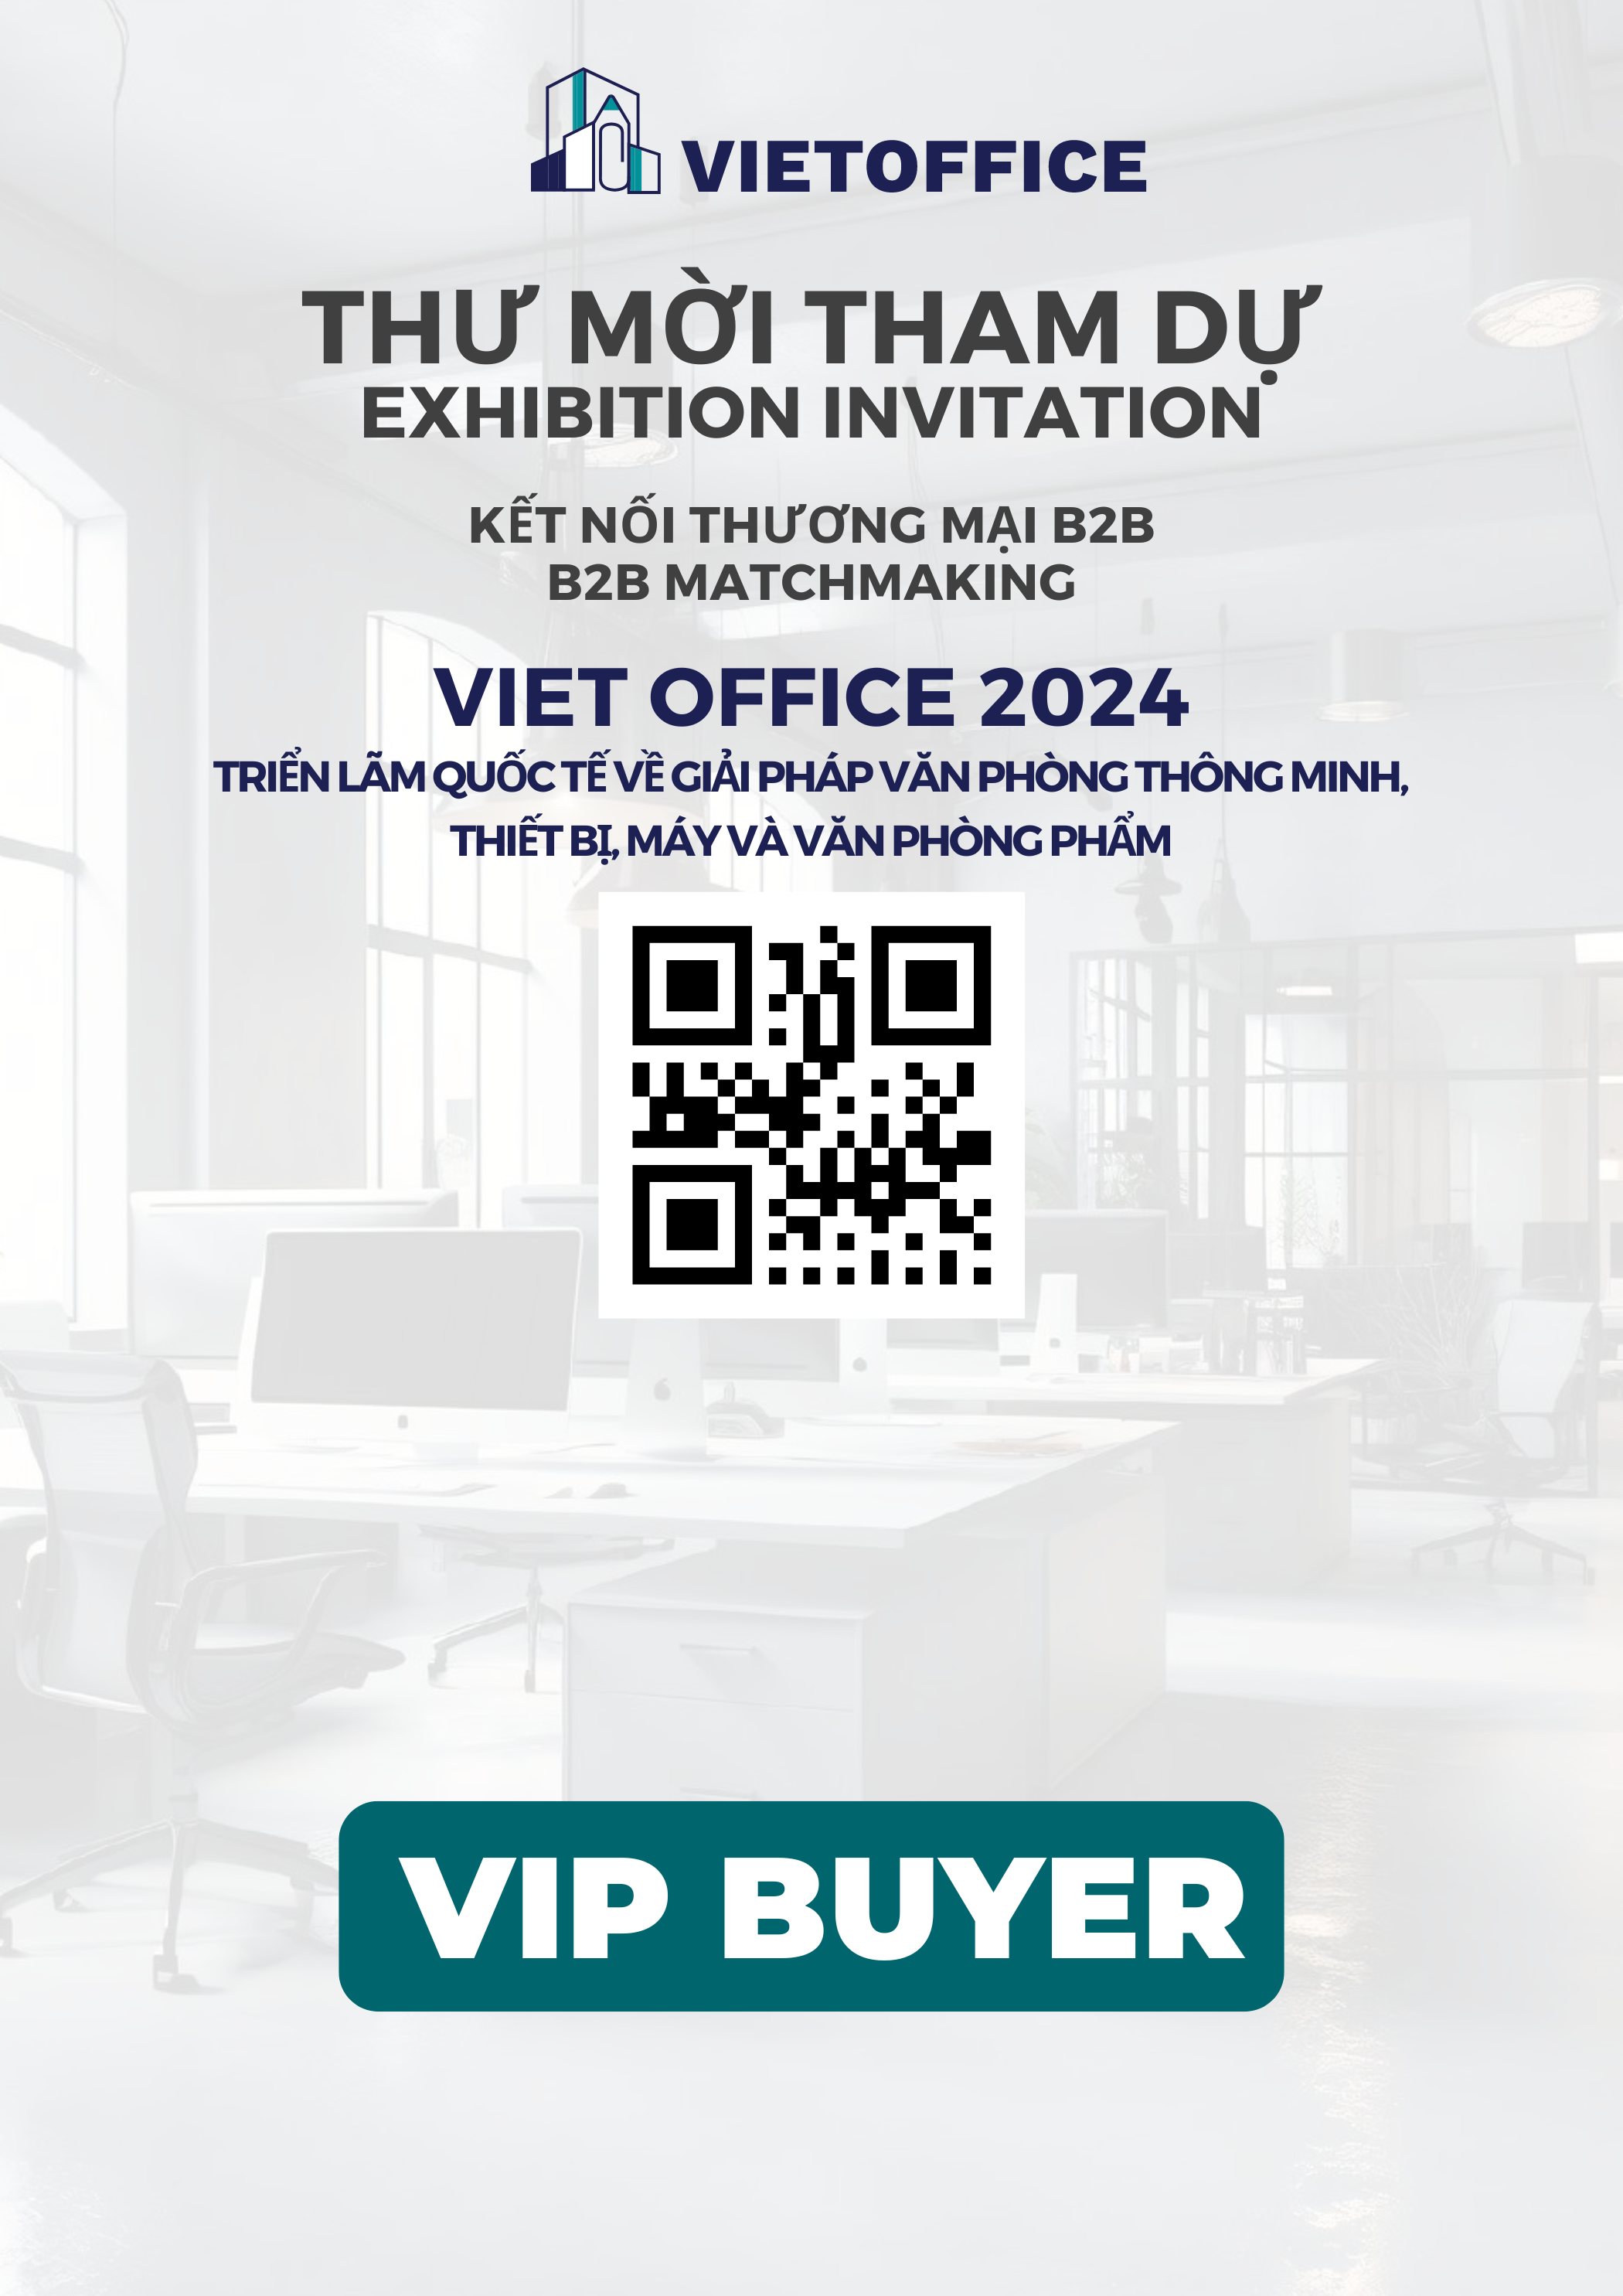 VIETOFFICE
THƯ MỜI THAM DỰ
EXHIBITION INVITATION
KẾT NỐI THƯƠNG MẠI B2B
B2B MATCHMAKING
VIET OFFICE 2024
TRIỂN LÃM QUỐC TẾ VỀ GIẢI PHÁP VĂN PHÒNG THÔNG MINH,
THIẾT BỊ, MÁY VÀ VĂN PHÒNG PHẨM
VIP BUYER